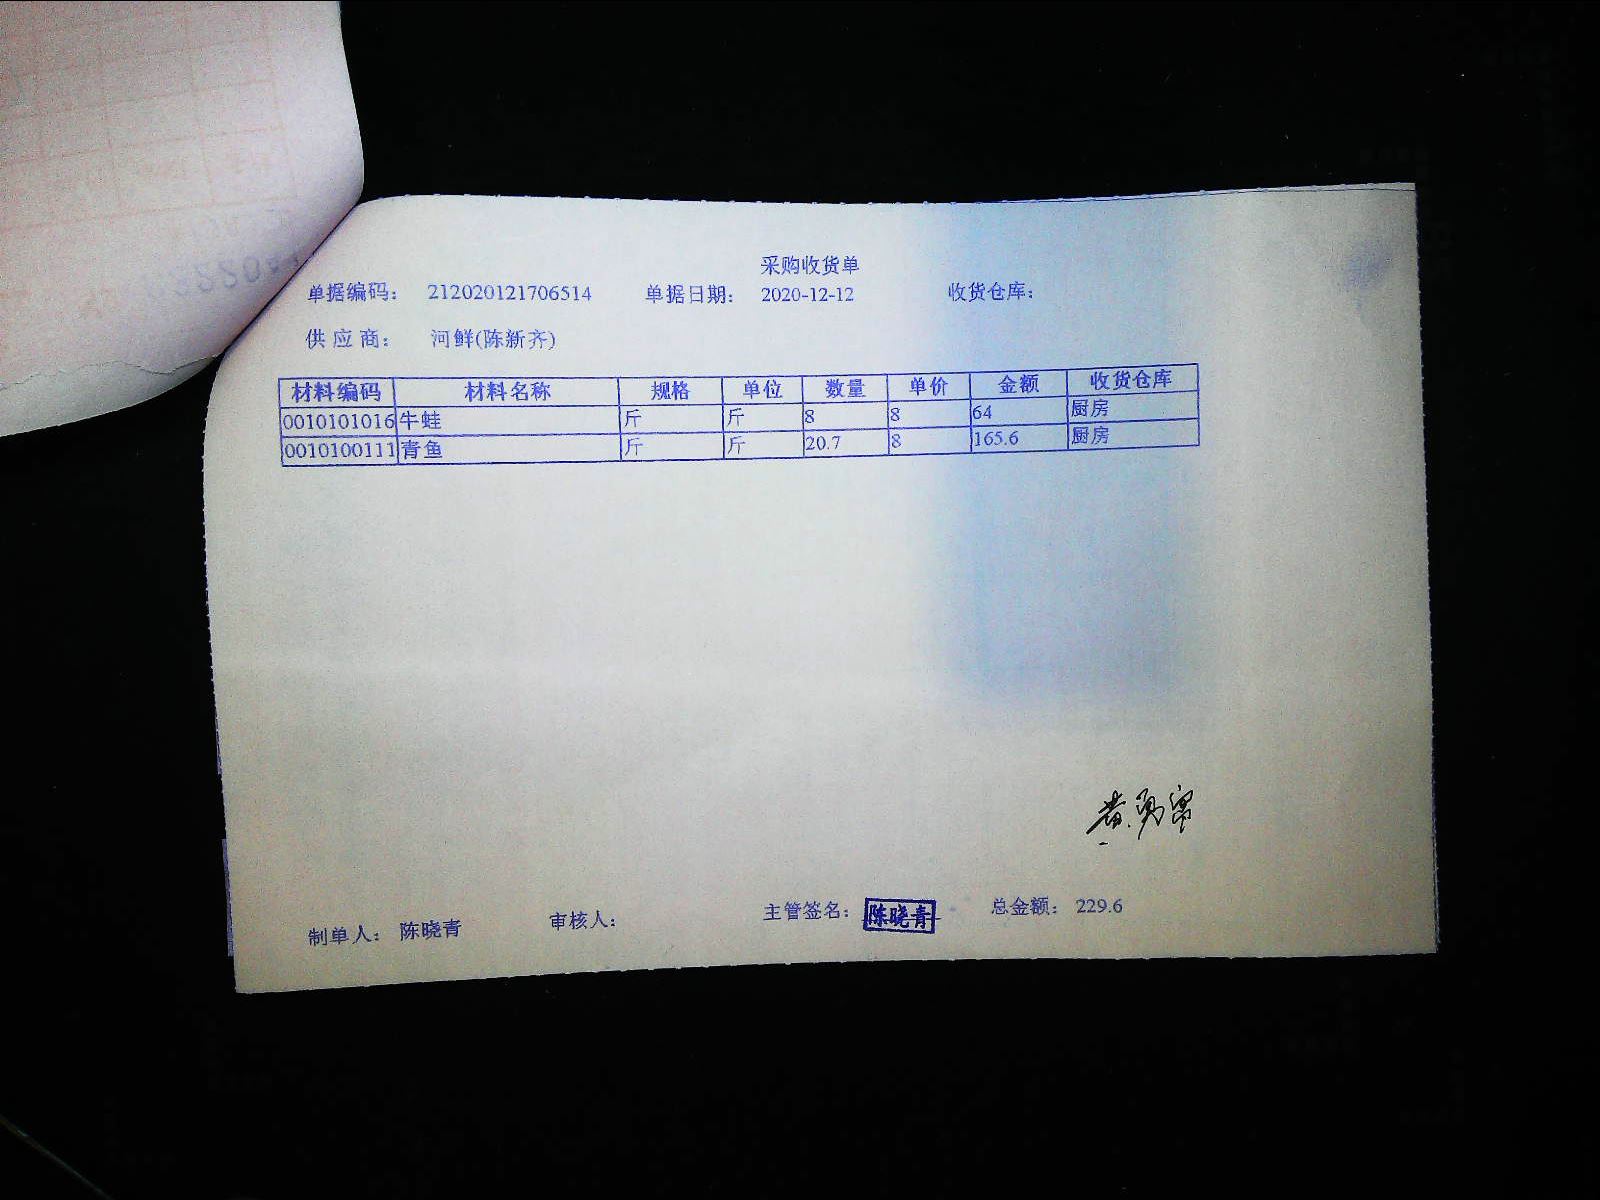 采购收货单
单据编码： 212020121706514 单据日期： 2020-12-12 收货仓库：
供应商： 河鲜(陈新齐)
材料编码 材料名称 规格 单位 数量 单价 金额 收货仓库
0010101016 牛蛙 斤 斤 8 8 64 厨房
0010100111 青鱼 斤 斤 20.7 8 165.6 厨房
制单人： 陈晓青 审核人： 主管签名： 陈晓青 总金额： 229.6